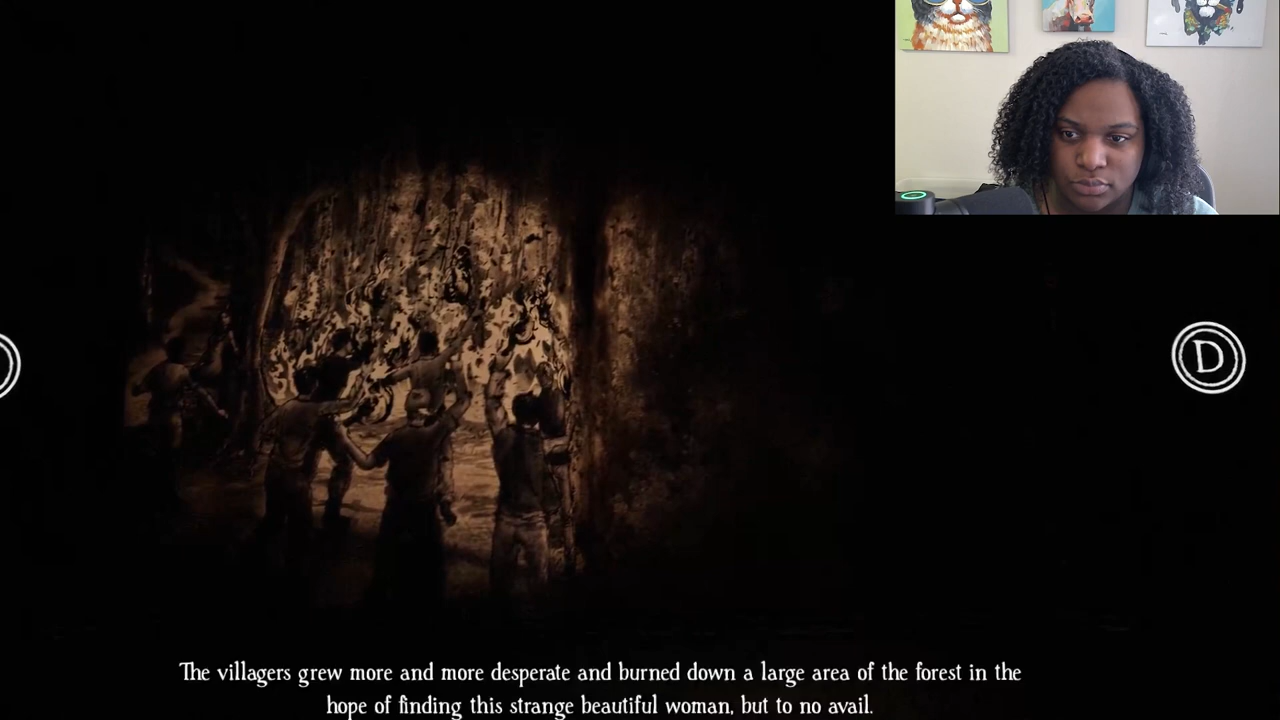 D
The villagers grew more and more desperate and burned down a large area of the forest in the
hope of finding this strange beautiful woman, but to no avail.